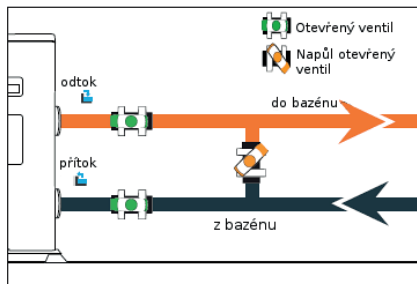 Otevřený ventil
Napůl otevřený
ventil
odtok
do bazénu
přítok
z bazénu